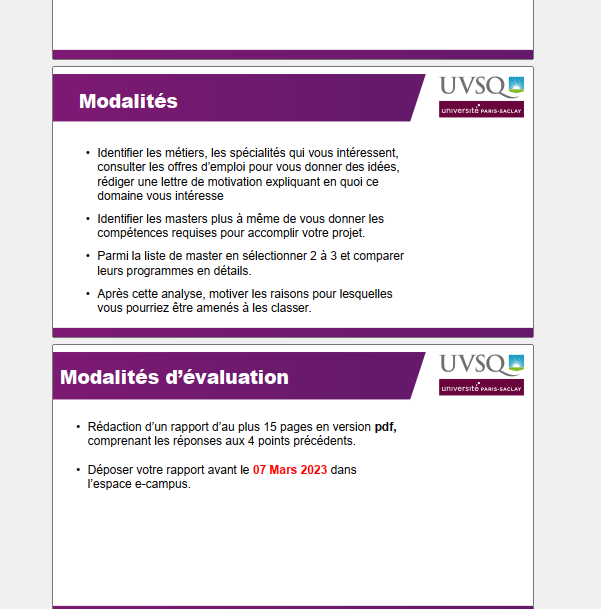 Modalités
UVSQ
université PARIS-SACLAY
• Identifier les métiers, les spécialités qui vous intéressent,
consulter les offres d'emploi pour vous donner des idées,
rédiger une lettre de motivation expliquant en quoi ce
domaine vous intéresse
• Identifier les masters plus à même de vous donner les
compétences requises pour accomplir votre projet.
• Parmi la liste de master en sélectionner 2 à 3 et comparer
leurs programmes en détails.
• Après cette analyse, motiver les raisons pour lesquelles
vous pourriez être amenés à les classer.
Modalités d'évaluation
UVSQ
université PARIS-SACLAY
• Rédaction d'un rapport d'au plus 15 pages en version pdf,
comprenant les réponses aux 4 points précédents.
• Déposer votre rapport avant le 07 Mars 2023 dans
l'espace e-campus.